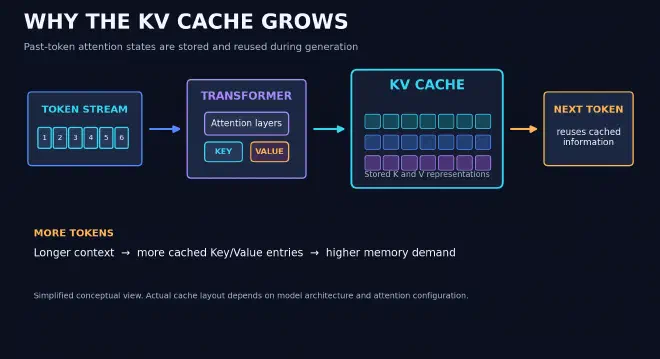 WHY THE KV CACHE GROWS
Past-token attention states are stored and reused during generation
TOKEN STREAM
1 2 3 4 5 6
TRANSFORMER
Attention layers
KEY VALUE
KV CACHE
Stored K and V representations
NEXT TOKEN
reuses cached
information
MORE TOKENS
Longer context → more cached Key/Value entries → higher memory demand
Simplified conceptual view. Actual cache layout depends on model architecture and attention configuration.